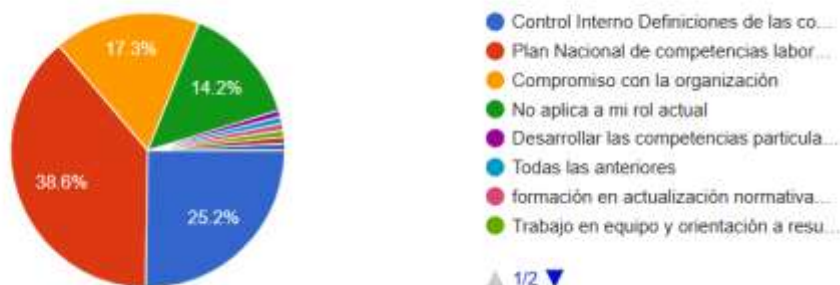 17.3%
14.2%
38.6%
25.2%
Control Interno Definiciones de las co...
Plan Nacional de competencias labor...
Compromiso con la organización
No aplica a mi rol actual
Desarrollar las competencias particula...
Todas las anteriores
formación en actualización normativa...
Trabajo en equipo y orientación a resu...
1/2